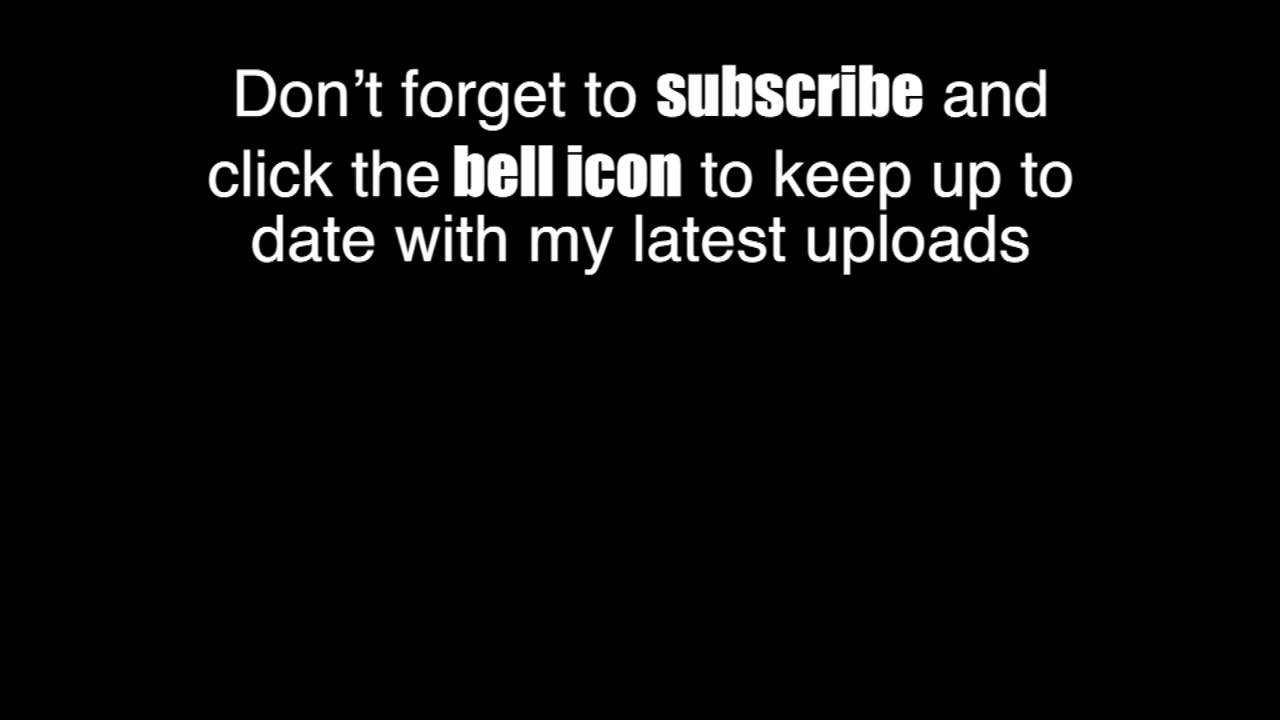 Don’t forget to subscribe and
click the bell icon to keep up to
date with my latest uploads